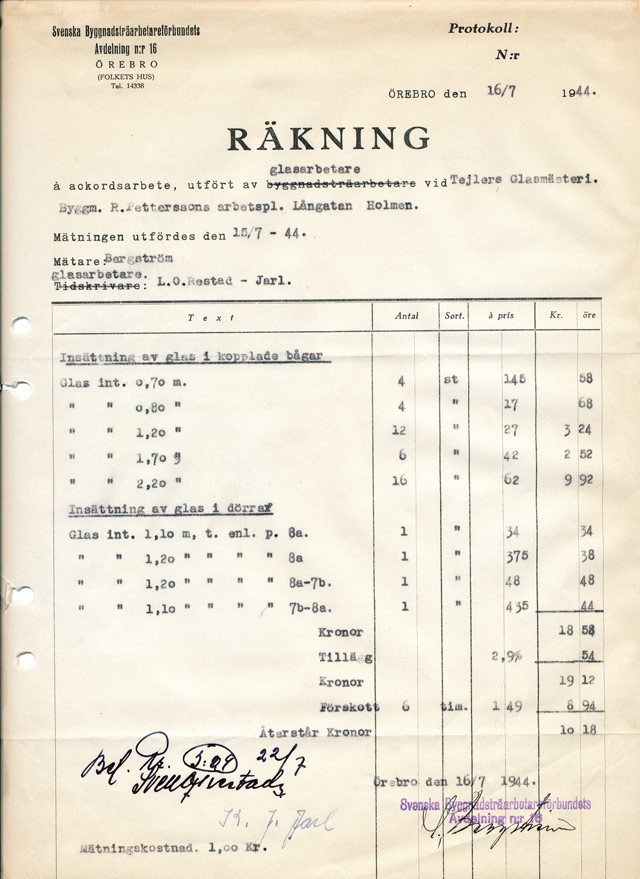 Svenska Byggnadsträarbetareförbundets
Avdelning n:r 16
ÖREBRO
(FOLKETS HUS)
Tel. 14338
Protokoll:
N:r
ÖREBRO den 16/7 1944.
RÄKNING
glasarbetare
å ackordsarbete, utfört av byggnadsträarbetare vid Tejlers Glasmästeri.
Byggm. R.Petterssons arbetspl. Långatan Holmen.
Mätningen utfördes den 15/7 - 44.
Mätare: Bergström
glasarbetare.
Tidskrivare: L.O.Restad - Jarl.
Text Antal Sort. à pris Kr. öre
Insättning av glas i kopplade bågar
Glas int. 0,70 m. 4 st 145 58
" " 0,80 " 4 " 17 68
" " 1,20 " 12 " 27 3 24
" " 1,70 " 6 " 42 2 52
" " 2,20 " 16 " 62 9 92
Insättning av glas i dörrar
Glas int. 1,10 m, t. enl. p. 8a. 1 " 34 34
" " 1,20 " " " " 8a 1 " 375 38
" " 1,20 " " " " 8a-7b. 1 " 48 48
" " 1,10 " " " " 7b-8a. 1 " 435 44
Kronor 18 58
Tillägg 2,9% 54
Kronor 19 12
Förskott 6 tim. 1 49 8 94
Återstår Kronor 10 18
Bet. 22/7
Örebro den 16/7 1944.
Svenska Byggnadsträarbetareförbundets
Avdelning n:r 16
Bergström
K. J. Jarl
Mätningskostnad. 1,00 Kr.